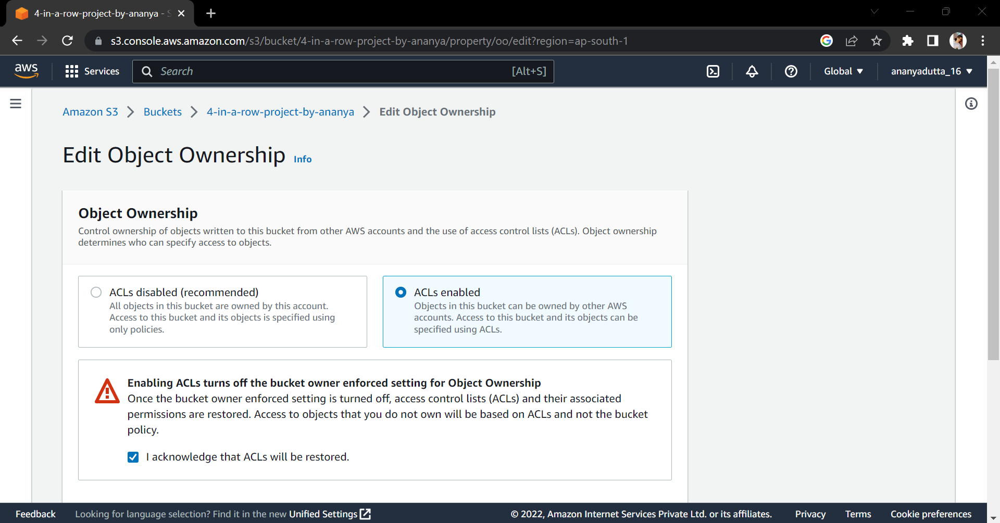 4-in-a-row-project-by-ananya - S
s3.console.aws.amazon.com/s3/bucket/4-in-a-row-project-by-ananya/property/oo/edit?region=ap-south-1
aws Services Search [Alt+S] Global ananyadutta_16
Amazon S3 Buckets 4-in-a-row-project-by-ananya Edit Object Ownership
Edit Object Ownership Info
Object Ownership
Control ownership of objects written to this bucket from other AWS accounts and the use of access control lists (ACLs). Object ownership
determines who can specify access to objects.
ACLs disabled (recommended)
All objects in this bucket are owned by this account.
Access to this bucket and its objects is specified using
only policies.
ACLs enabled
Objects in this bucket can be owned by other AWS
accounts. Access to this bucket and its objects can be
specified using ACLs.
Enabling ACLs turns off the bucket owner enforced setting for Object Ownership
Once the bucket owner enforced setting is turned off, access control lists (ACLs) and their associated
permissions are restored. Access to objects that you do not own will be based on ACLs and not the bucket
policy.
I acknowledge that ACLs will be restored.
Feedback Looking for language selection? Find it in the new Unified Settings © 2022, Amazon Internet Services Private Ltd. or its affiliates. Privacy Terms Cookie preferences